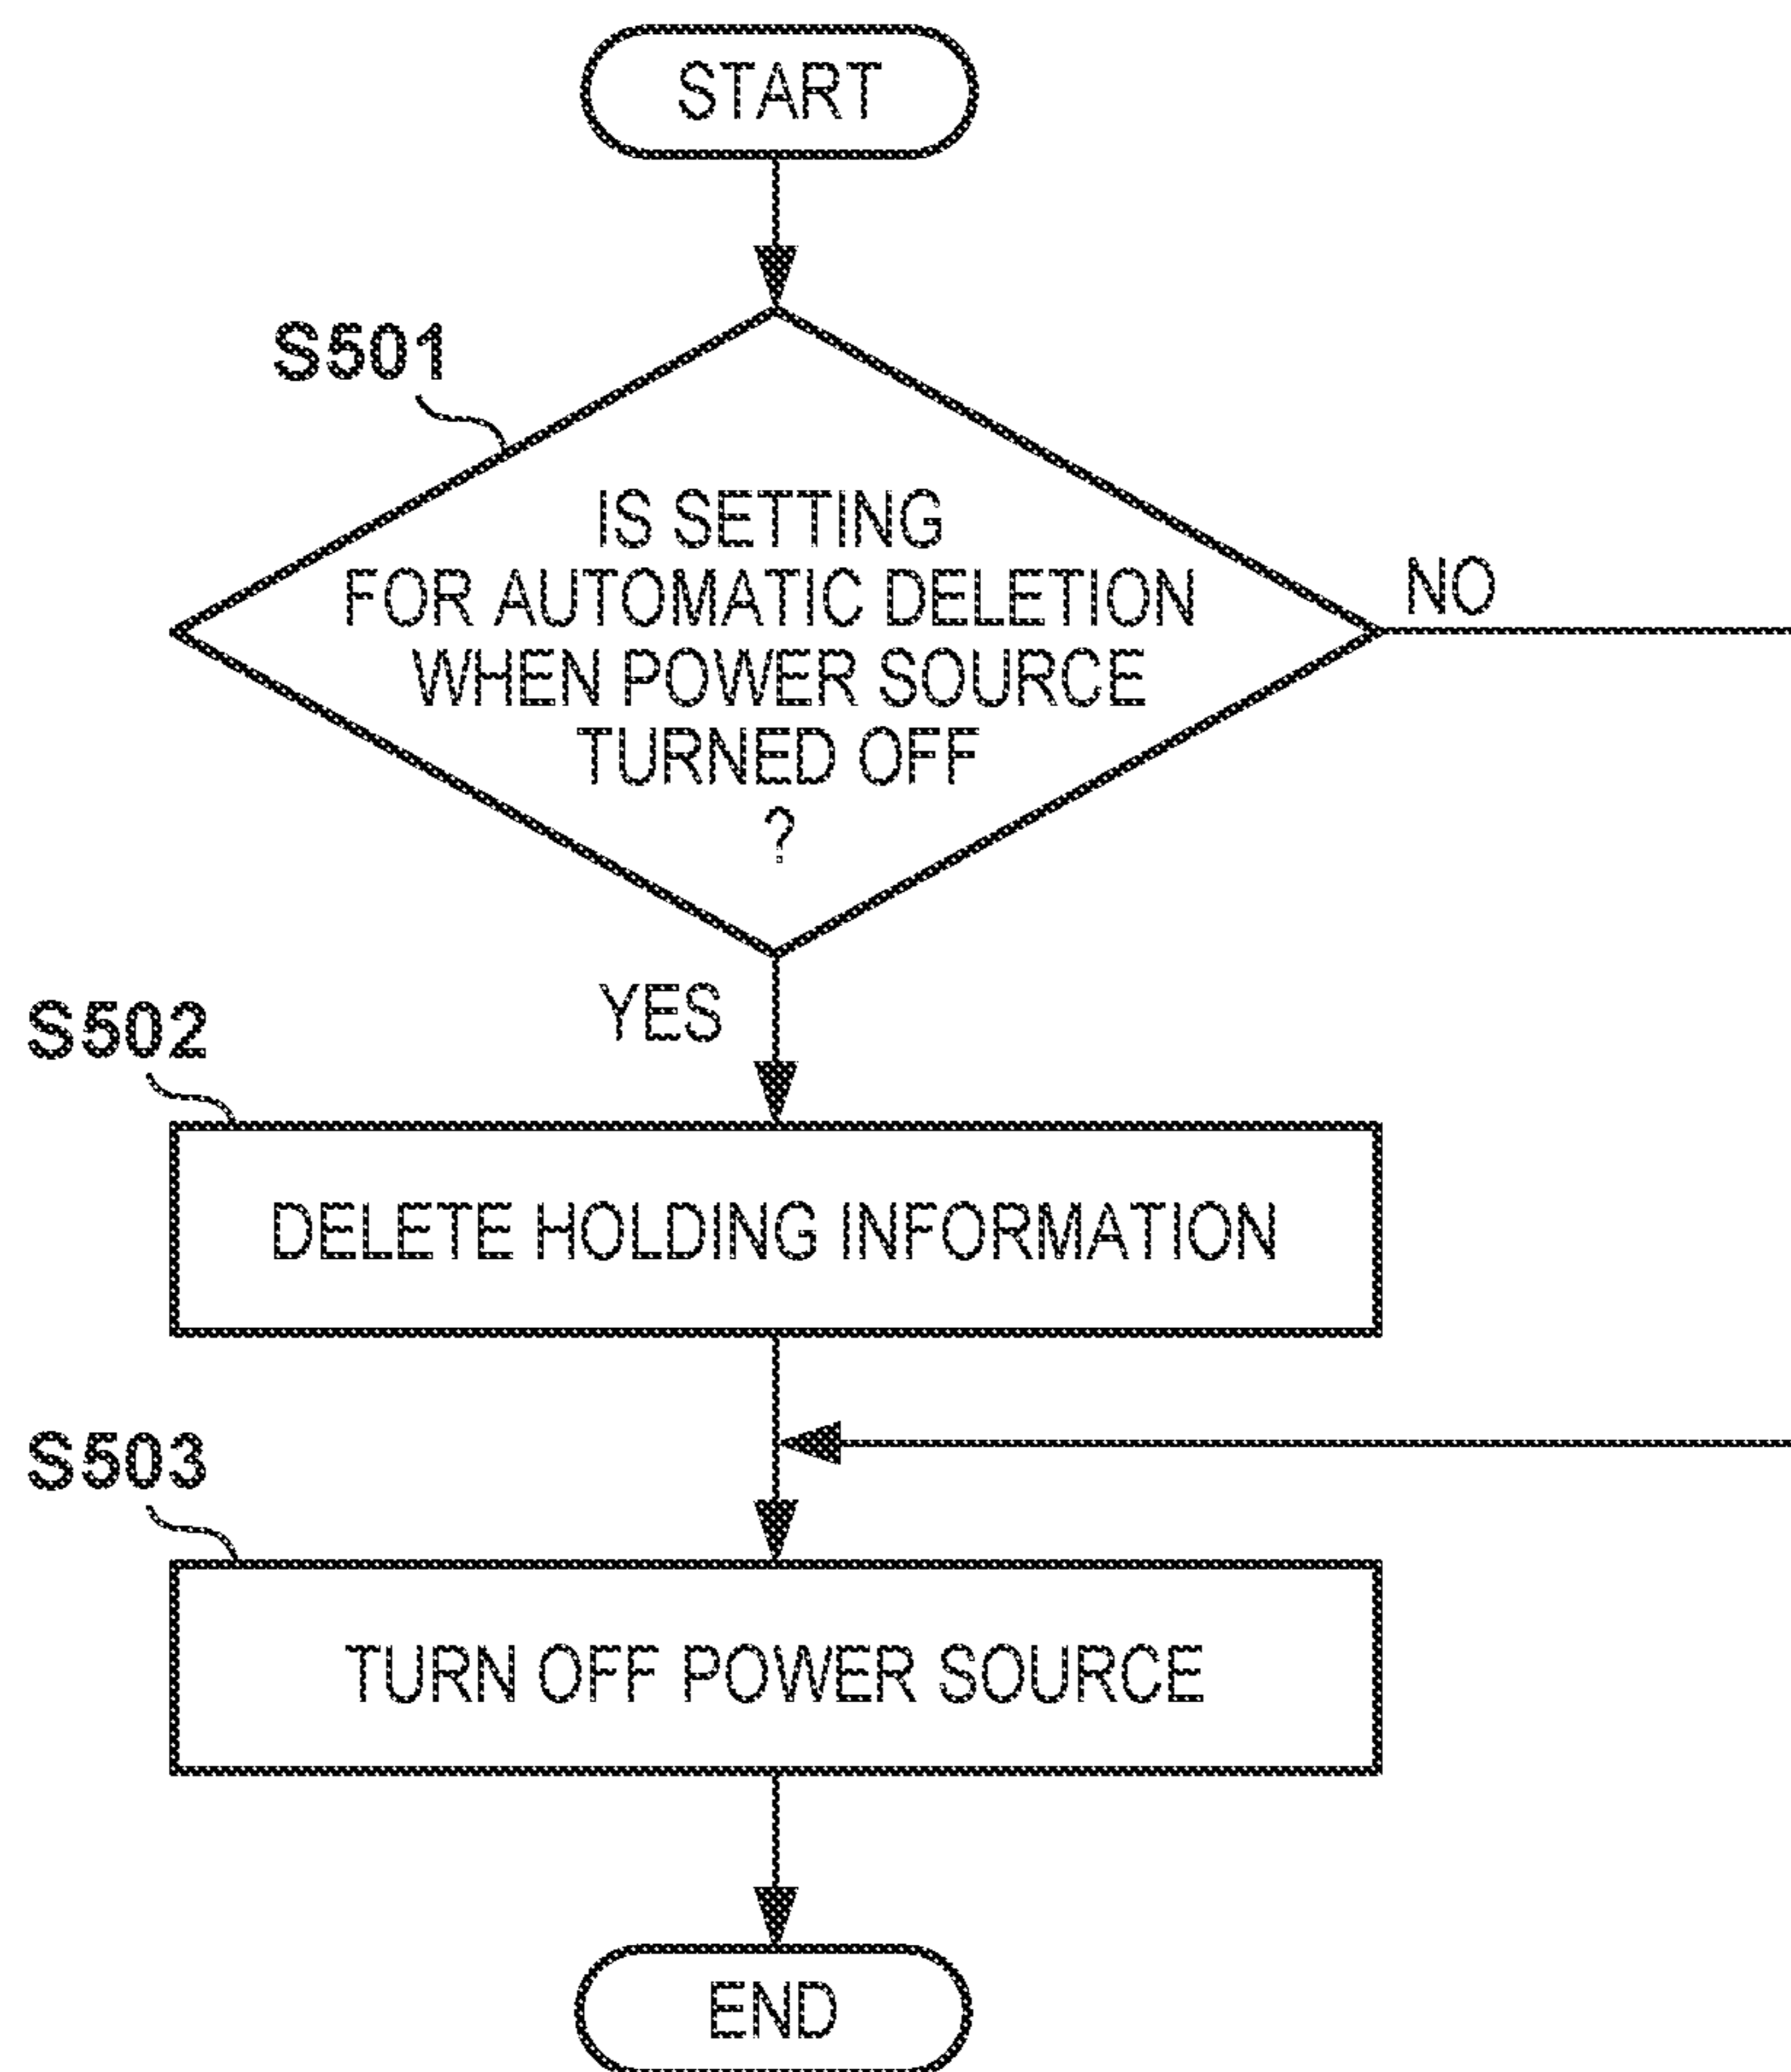 START
S501
IS SETTING
FOR AUTOMATIC DELETION
WHEN POWER SOURCE
TURNED OFF
?
NO
YES
S502
DELETE HOLDING INFORMATION
S503
TURN OFF POWER SOURCE
END